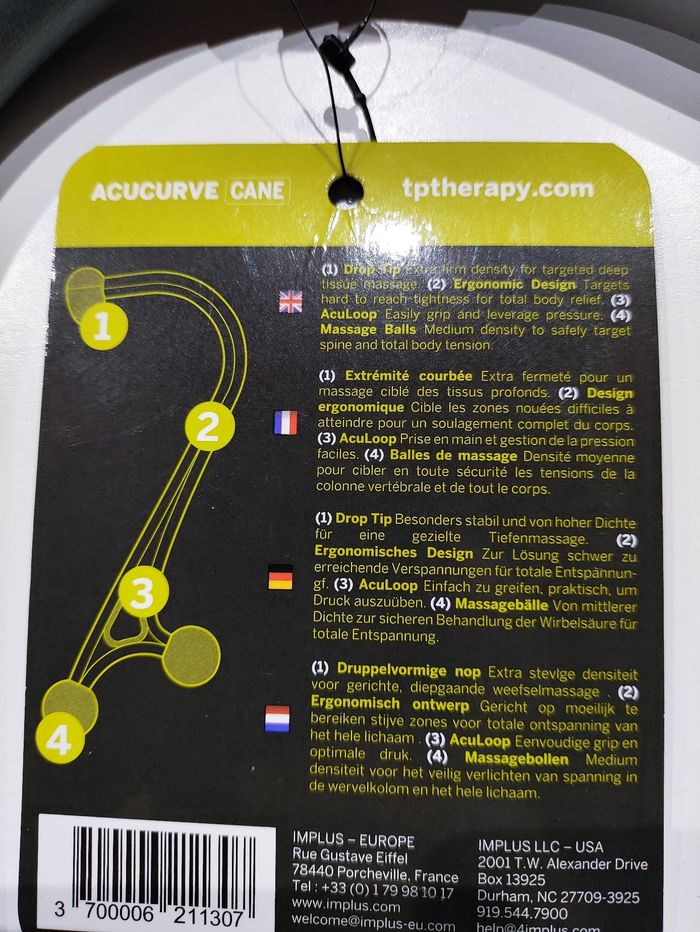 ACUCURVE CANE
tptherapy.com
(1) Drop Tip Extra firm density for targeted deep
tissue massage. (2) Ergonomic Design Targets
hard to reach tightness for total body relief. (3)
AcuLoop Easily grip and leverage pressure. (4)
Massage Balls Medium density to safely target
spine and total body tension.
(1) Extrémité courbée Extra fermeté pour un
massage ciblé des tissus profonds. (2) Design
ergonomique Cible les zones nouées difficiles à
atteindre pour un soulagement complet du corps.
(3) AcuLoop Prise en main et gestion de la pression
faciles. (4) Balles de massage Densité moyenne
pour cibler en toute sécurité les tensions de la
colonne vertébrale et de tout le corps.
(1) Drop Tip Besonders stabil und von hoher Dichte
für eine gezielte Tiefenmassage. (2)
Ergonomisches Design Zur Lösung schwer zu
erreichende Verspannungen für totale Entspannun-
gf. (3) AcuLoop Einfach zu greifen, praktisch, um
Druck auszuüben. (4) Massagebälle Von mittlerer
Dichte zur sicheren Behandlung der Wirbelsäure für
totale Entspannung.
(1) Druppelvormige nop Extra stevIge densiteit
voor gerichte, diepgaande weefselmassage . (2)
Ergonomisch ontwerp Gericht op moeilijk te
bereiken stijve zones voor totale ontspanning van
het hele lichaam . (3) AcuLoop Eenvoudige grip en
optimale druk. (4) Massagebollen Medium
densiteit voor het veilig verlichten van spanning in
de wervelkolom en het hele lichaam.
1
2
3
4
3 700006 211307
IMPLUS – EUROPE
Rue Gustave Eiffel
78440 Porcheville, France
Tel : +33 (0) 1 79 98 10 17
www.implus.com
welcome@implus-eu.com
IMPLUS LLC – USA
2001 T.W. Alexander Drive
Box 13925
Durham, NC 27709-3925
919.544.7900
help@4implus.com